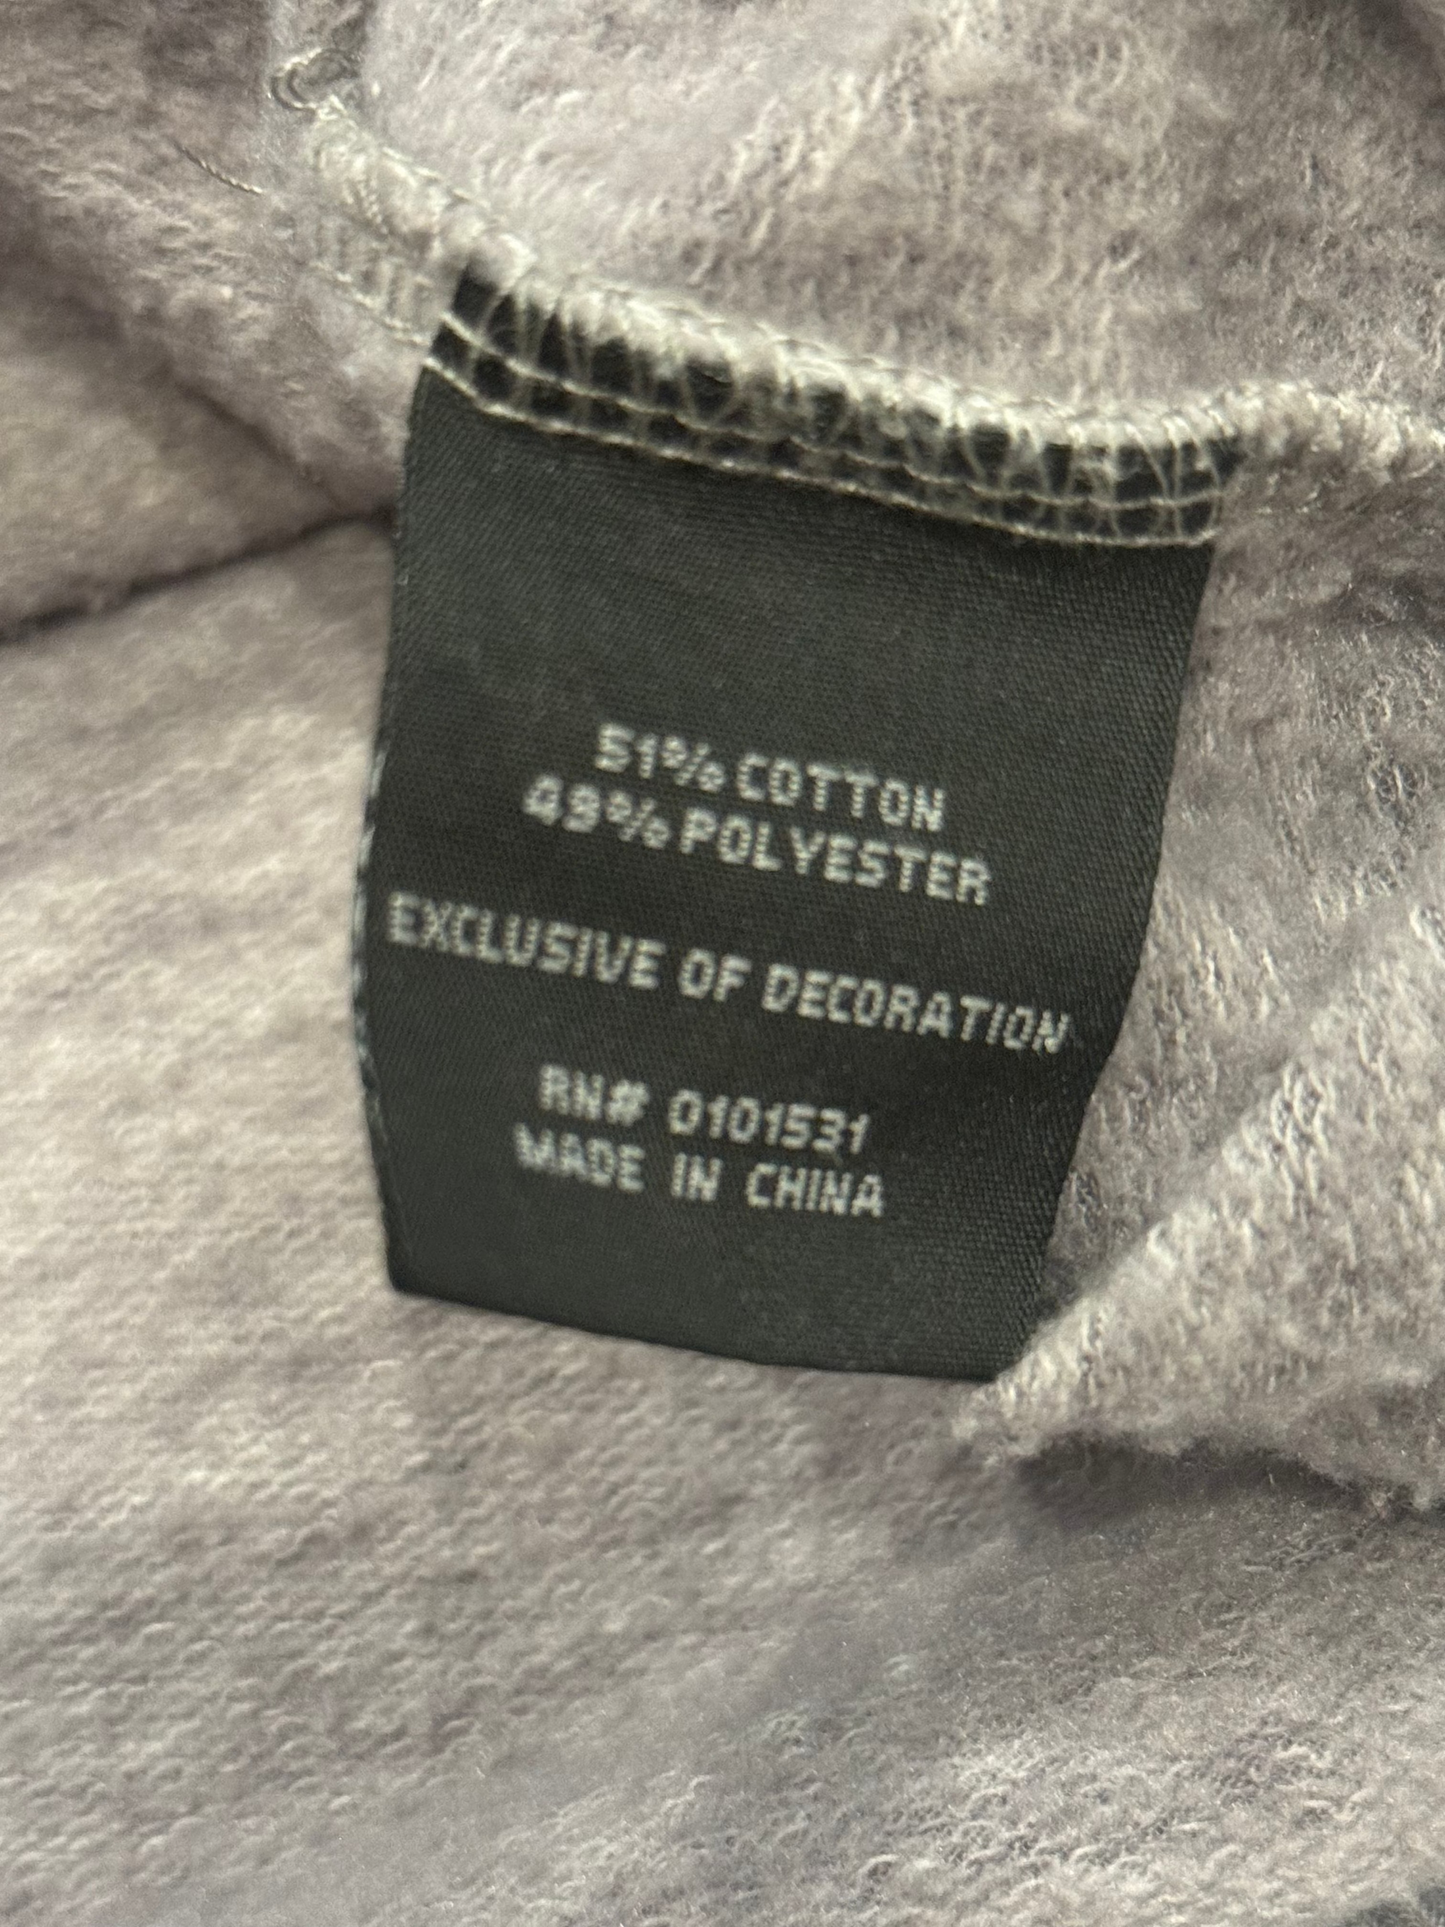 51% COTTON
49% POLYESTER
EXCLUSIVE OF DECORATION
RN# 0101531
MADE IN CHINA